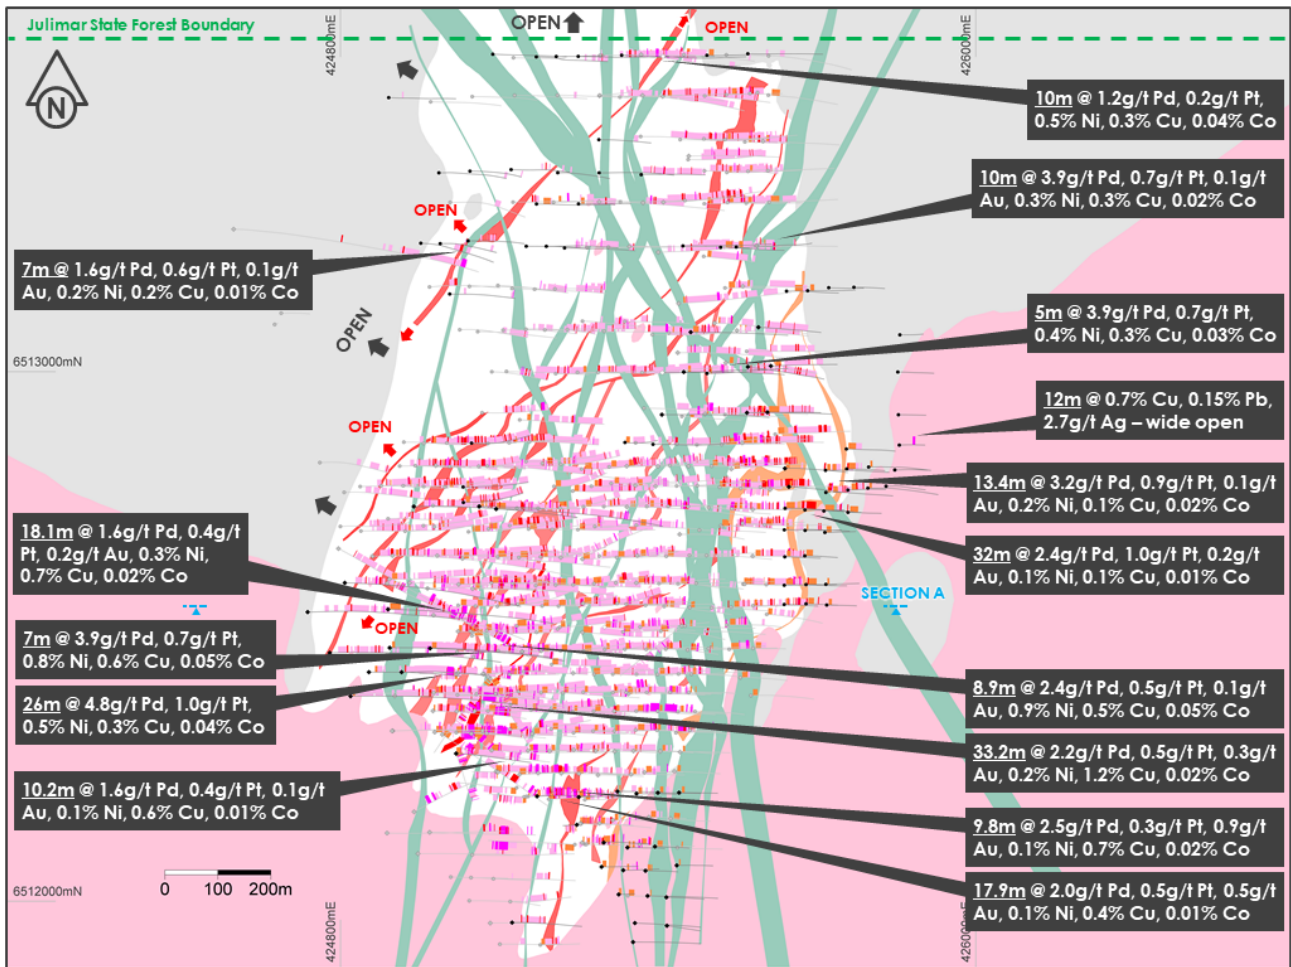 Julimar State Forest Boundary
OPEN
OPEN
424800mE
426000mE
N
10m @ 1.2g/t Pd, 0.2g/t Pt,
0.5% Ni, 0.3% Cu, 0.04% Co
10m @ 3.9g/t Pd, 0.7g/t Pt, 0.1g/t
Au, 0.3% Ni, 0.3% Cu, 0.02% Co
OPEN
7m @ 1.6g/t Pd, 0.6g/t Pt, 0.1g/t
Au, 0.2% Ni, 0.2% Cu, 0.01% Co
OPEN
5m @ 3.9g/t Pd, 0.7g/t Pt,
0.4% Ni, 0.3% Cu, 0.03% Co
6513000mN
12m @ 0.7% Cu, 0.15% Pb,
2.7g/t Ag – wide open
OPEN
13.4m @ 3.2g/t Pd, 0.9g/t Pt, 0.1g/t
Au, 0.2% Ni, 0.1% Cu, 0.02% Co
18.1m @ 1.6g/t Pd, 0.4g/t
Pt, 0.2g/t Au, 0.3% Ni,
0.7% Cu, 0.02% Co
32m @ 2.4g/t Pd, 1.0g/t Pt, 0.2g/t
Au, 0.1% Ni, 0.1% Cu, 0.01% Co
SECTION A
OPEN
7m @ 3.9g/t Pd, 0.7g/t Pt,
0.8% Ni, 0.6% Cu, 0.05% Co
26m @ 4.8g/t Pd, 1.0g/t Pt,
0.5% Ni, 0.3% Cu, 0.04% Co
8.9m @ 2.4g/t Pd, 0.5g/t Pt, 0.1g/t
Au, 0.9% Ni, 0.5% Cu, 0.05% Co
33.2m @ 2.2g/t Pd, 0.5g/t Pt, 0.3g/t
Au, 0.2% Ni, 1.2% Cu, 0.02% Co
10.2m @ 1.6g/t Pd, 0.4g/t Pt, 0.1g/t
Au, 0.1% Ni, 0.6% Cu, 0.01% Co
9.8m @ 2.5g/t Pd, 0.3g/t Pt, 0.9g/t
Au, 0.1% Ni, 0.7% Cu, 0.02% Co
17.9m @ 2.0g/t Pd, 0.5g/t Pt, 0.5g/t
Au, 0.1% Ni, 0.4% Cu, 0.01% Co
0 100 200m
6512000mN
424800mE
426000mE